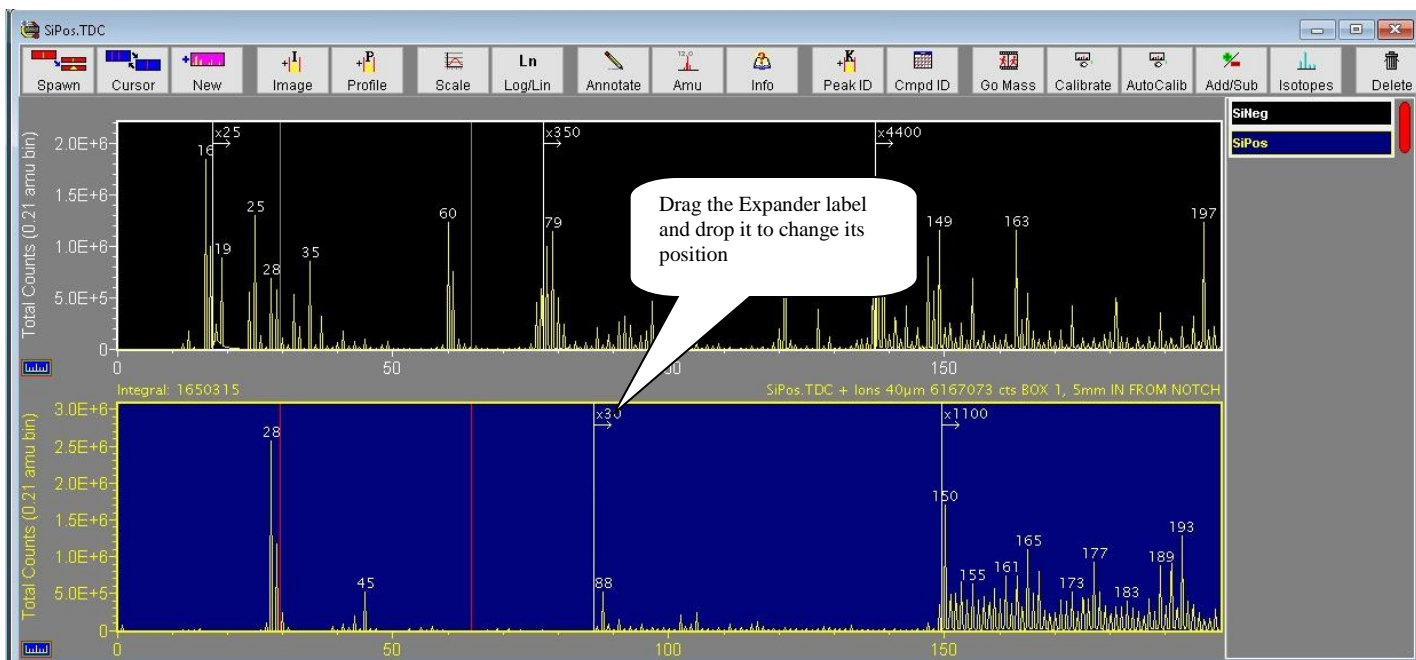 SiPos.TDC
Spawn Cursor New Image Profile Scale Ln Log/Lin Annotate Amu Info Peak ID Cmpd ID Go Mass Calibrate AutoCalib Add/Sub Isotopes Delete
SiNeg
SiPos
Total Counts (0.21 amu bin)
2.0E+6
1.5E+6
1.0E+6
5.0E+5
0
x25 x350 x4400
16 19 25 28 35 60 79 149 163 197
Drag the Expander label
and drop it to change its
position
0 50 00 150
Integral: 1650315 SiPos.TDC + Ions 40µm 6167073 cts BOX 1, 5mm IN FROM NOTCH
Total Counts (0.21 amu bin)
3.0E+6
2.5E+6
2.0E+6
1.5E+6
1.0E+6
5.0E+5
0
x30 x1100
28 45 88 150 155 161 165 173 177 183 189 193
0 50 100 150